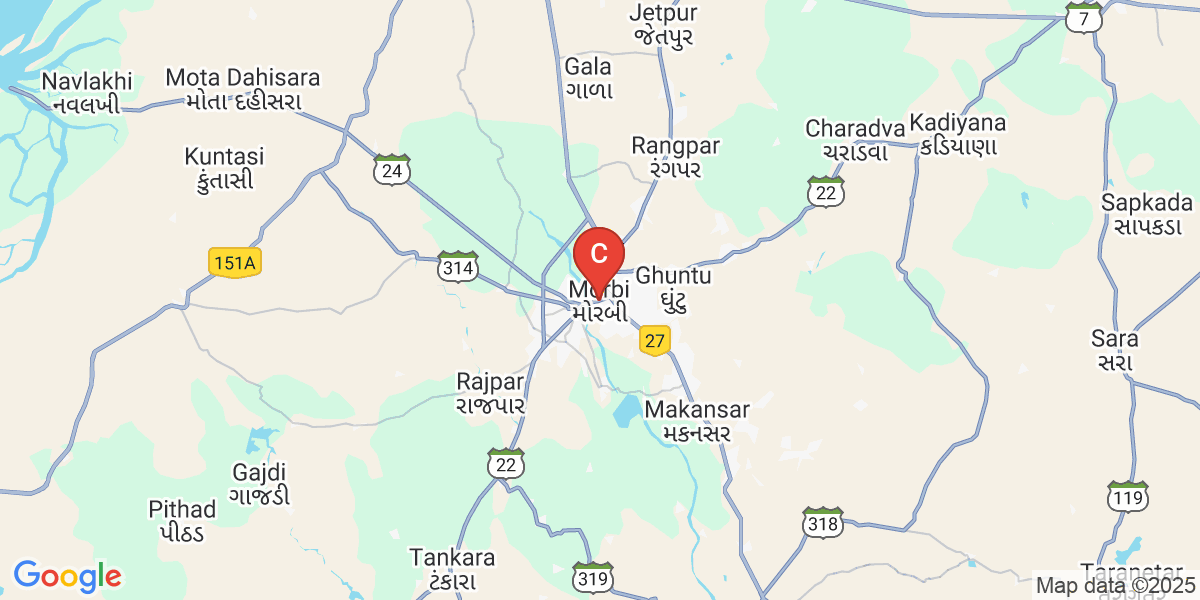 Jetpur
જેતપુર
7
Gala
ગાળા
Navlakhi
નવલખી
Mota Dahisara
મોતા દહીસરા
Charadva
ચરાડવા
Kadiyana
કડિયાણા
Rangpar
રંગપર
Kuntasi
કુંતાસી
24
22
Sapkada
સાપકડા
C
151A
314
Ghuntu
ઘુંટુ
Morbi
મોરબી
27
Sara
સરા
Rajpar
રાજપાર
Makansar
મકનસર
22
Gajdi
ગાજડી
119
Pithad
પીઠડ
318
Tankara
ટંકારા
319
Taranetar
Google
Map data ©2025